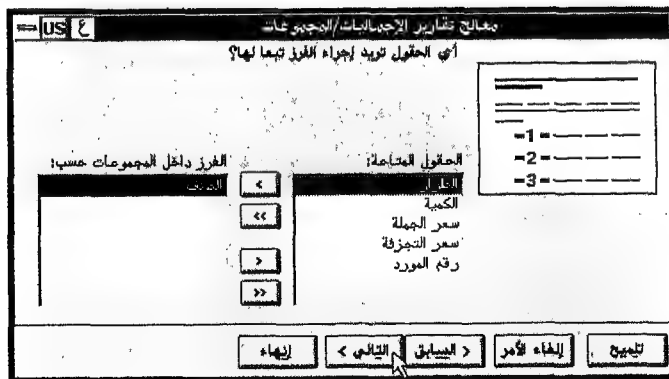 معالج تقارير الإجماليات/المجموعات
ع US
أي الحقول تريد إجراء الفرز تبعا لها؟
-1-
-2-
-3-
الحقول المتاحة:
الكمية
سعر الجملة
سعر التجزئة
رقم المورد
الفرز داخل المجموعات حسب:
الصنف
>
>>
<
<<
تلميح
إلغاء الأمر
< السابق
التالي >
إنهاء